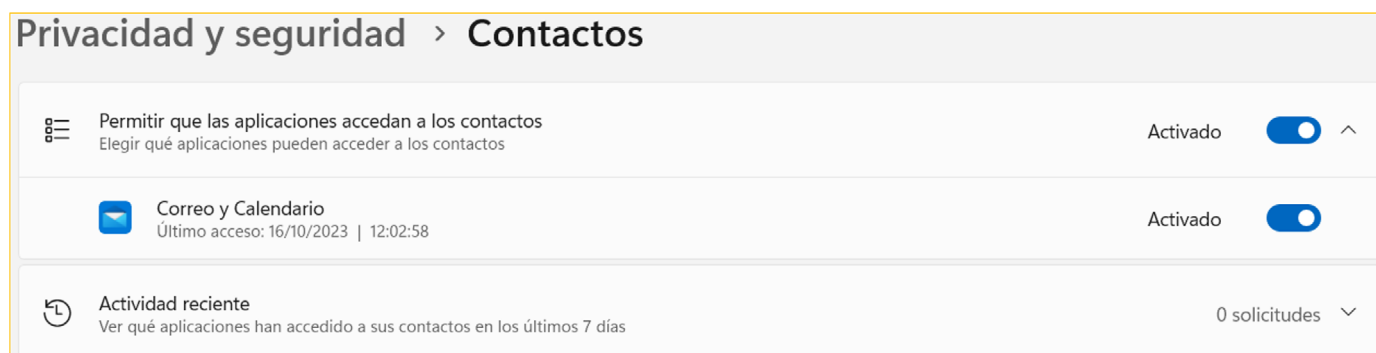 Privacidad y seguridad > Contactos
Permitir que las aplicaciones accedan a los contactos
Elegir qué aplicaciones pueden acceder a los contactos
Activado
Correo y Calendario
Último acceso: 16/10/2023 | 12:02:58
Activado
Actividad reciente
Ver qué aplicaciones han accedido a sus contactos en los últimos 7 días
0 solicitudes